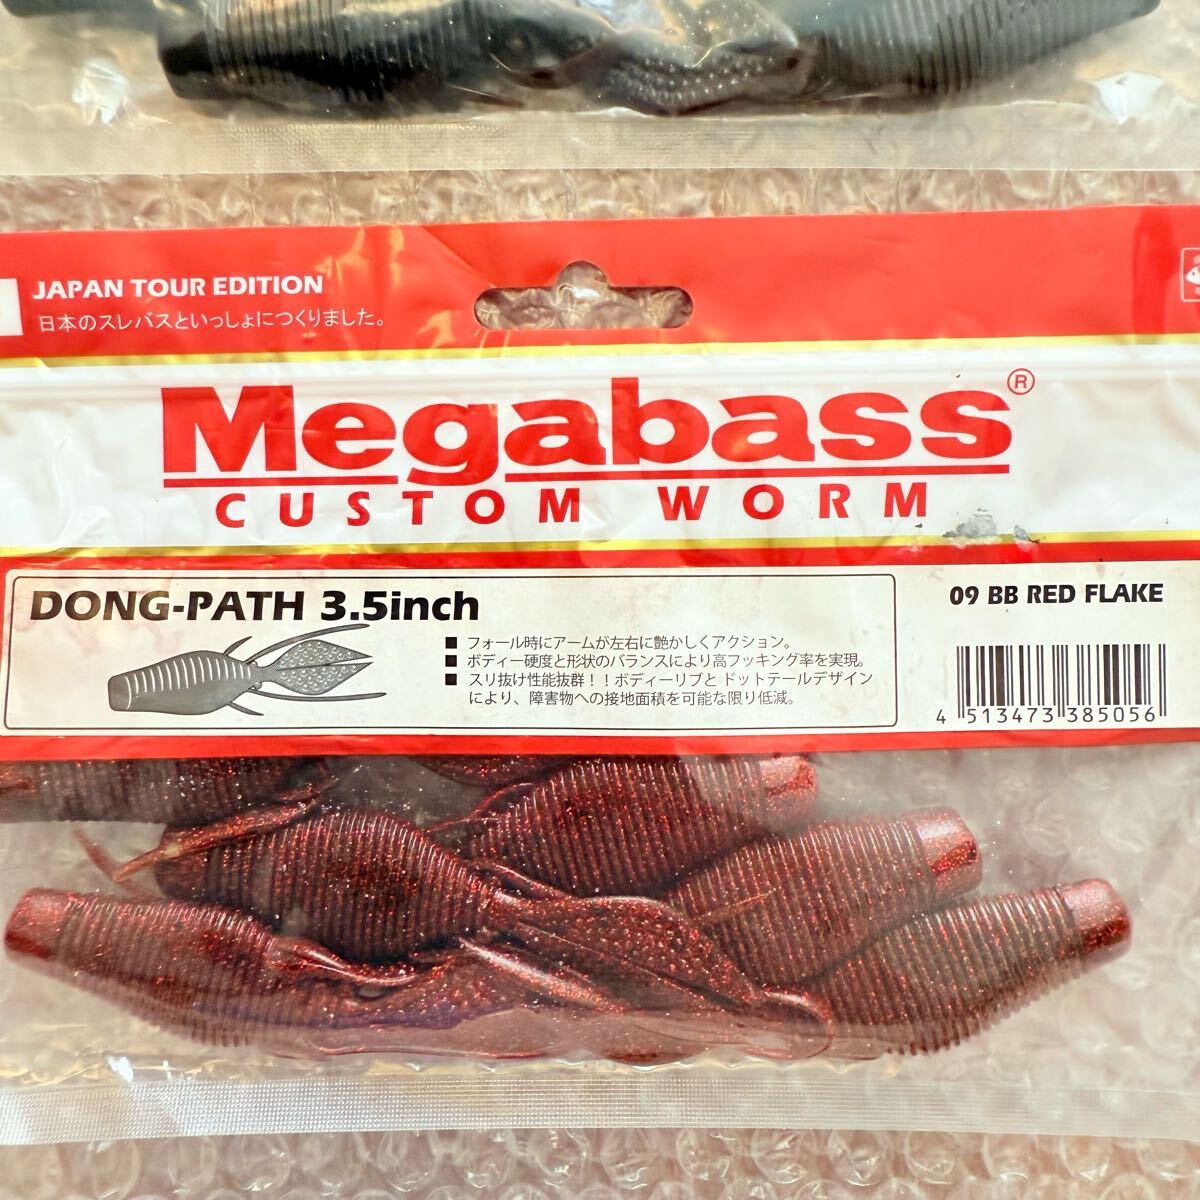 JAPAN TOUR EDITION
日本のスレバスといっしょにつくりました。
Megabass®
CUSTOM WORM
DONG-PATH 3.5inch
■ フォール時にアームが左右に艶かしくアクション。
■ ボディー硬度と形状のバランスにより高フッキング率を実現。
■ スリ抜け性能抜群！！ボディーリブと ドットテールデザイン
により、障害物への接地面積を可能な限り低減。
09 BB RED FLAKE
4 513473 385056